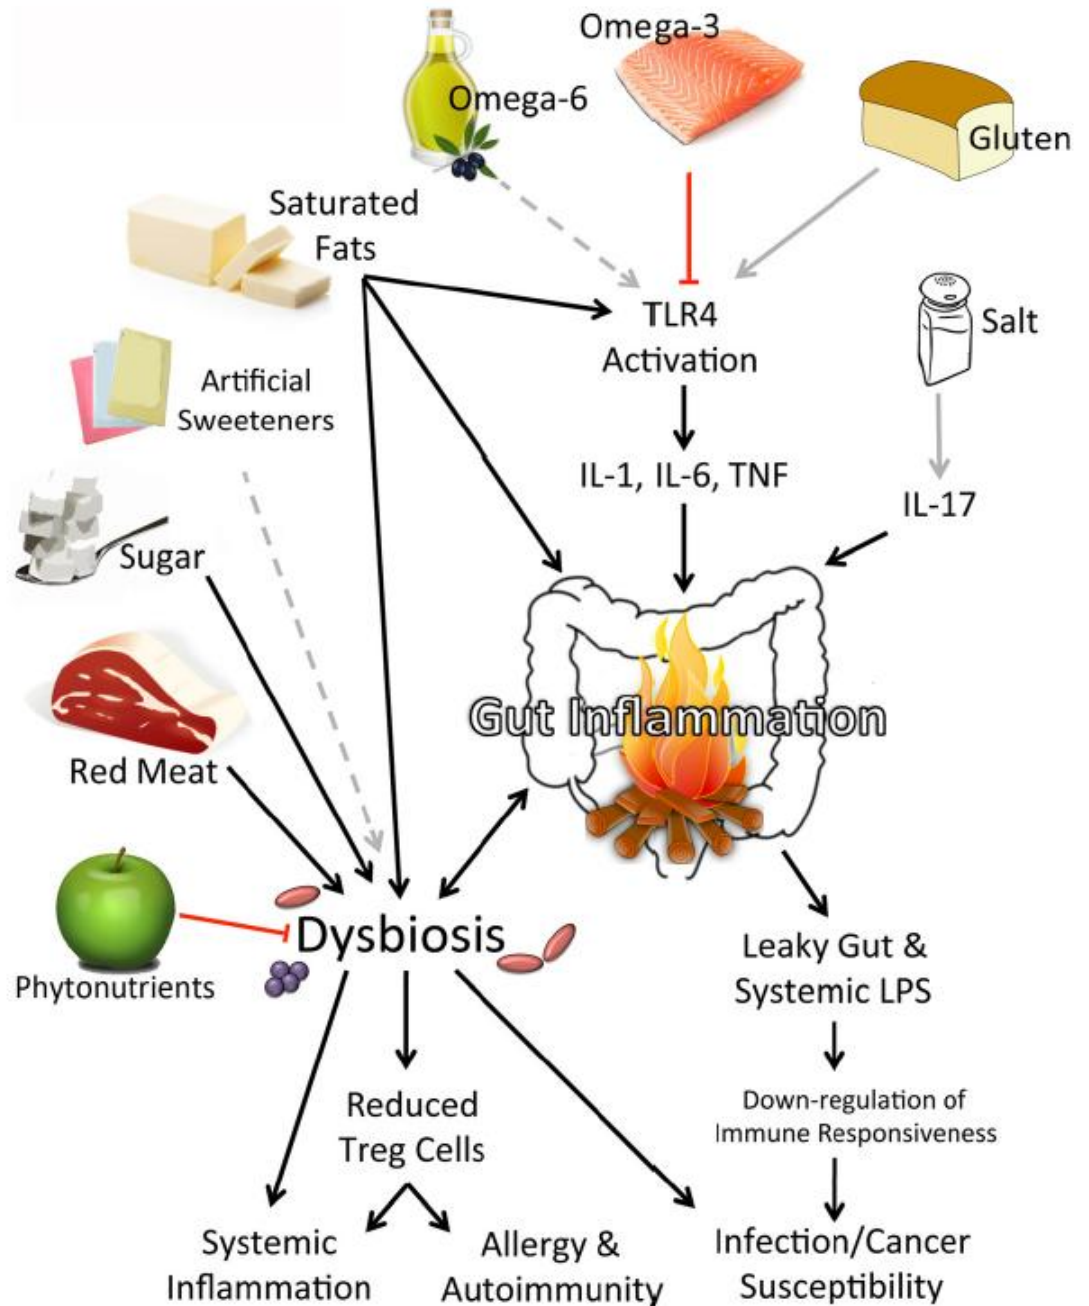 Omega-3
Omega-6
Gluten
Saturated
Fats
TLR4
Activation
Salt
Artificial
Sweeteners
IL-1, IL-6, TNF
IL-17
Sugar
Gut Inflammation
Red Meat
Dysbiosis
Phytonutrients
Leaky Gut &
Systemic LPS
Reduced
Treg Cells
Down-regulation of
Immune Responsiveness
Systemic
Inflammation
Allergy &
Autoimmunity
Infection/Cancer
Susceptibility